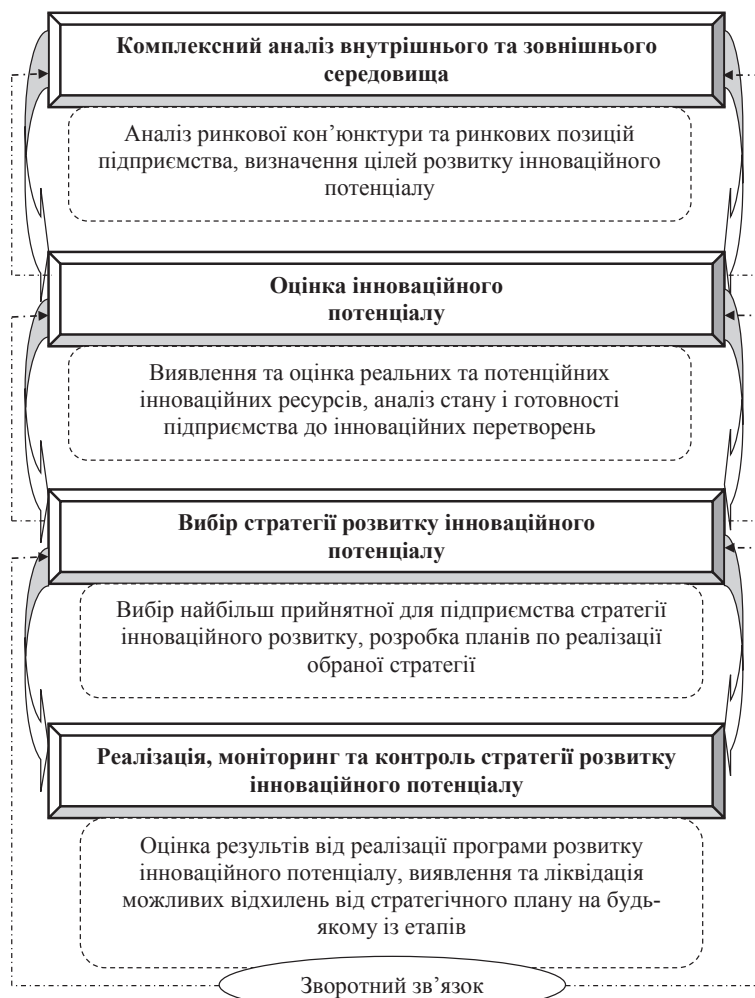 Комплексний аналіз внутрішнього та зовнішнього
середовища
Аналіз ринкової кон’юнктури та ринкових позицій
підприємства, визначення цілей розвитку інноваційного
потенціалу
Оцінка інноваційного
потенціалу
Виявлення та оцінка реальних та потенційних
інноваційних ресурсів, аналіз стану і готовності
підприємства до інноваційних перетворень
Вибір стратегії розвитку інноваційного
потенціалу
Вибір найбільш прийнятної для підприємства стратегії
інноваційного розвитку, розробка планів по реалізації
обраної стратегії
Реалізація, моніторинг та контроль стратегії розвитку
інноваційного потенціалу
Оцінка результів від реалізації програми розвитку
інноваційного потенціалу, виявлення та ліквідація
можливих відхилень від стратегічного плану на будь-
якому із етапів
Зворотний зв’язок